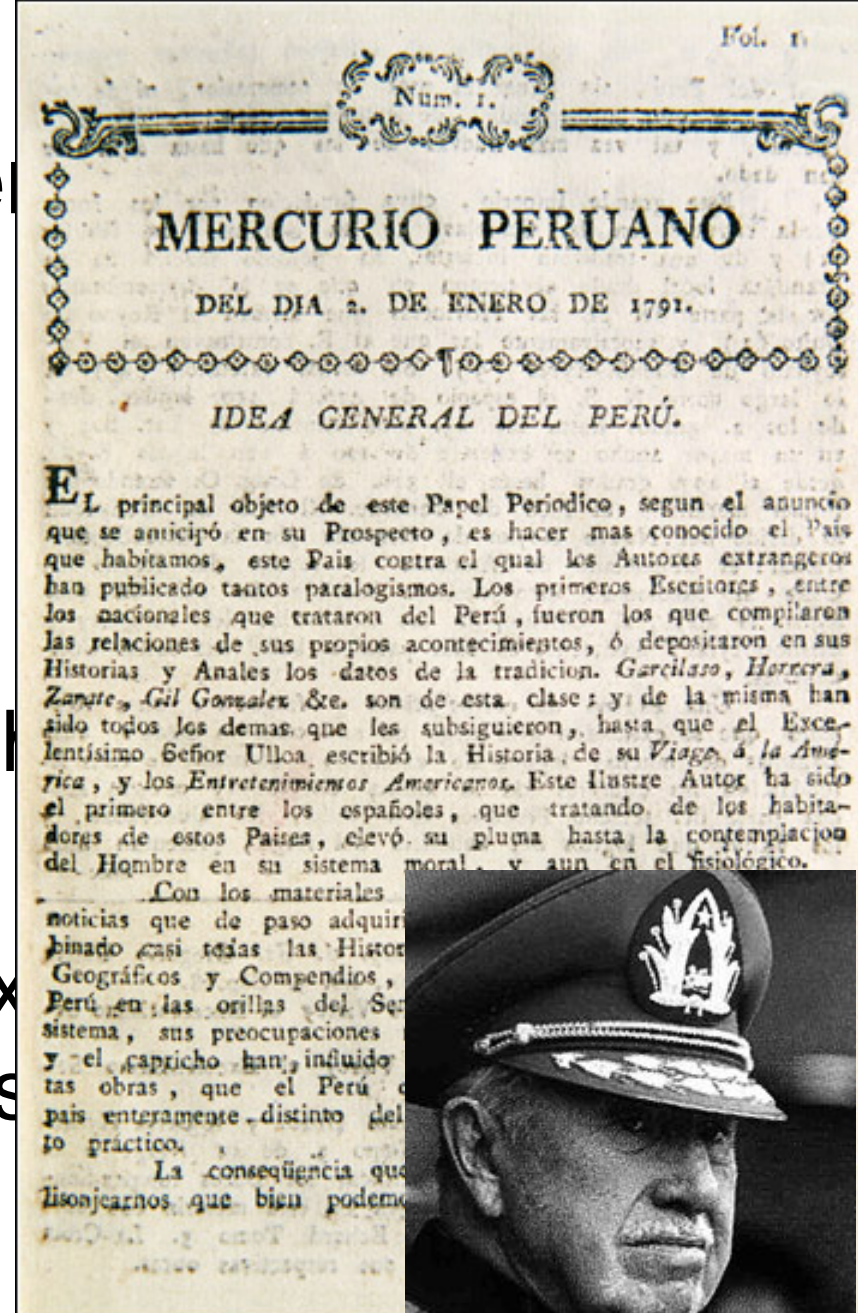 Fol. 1.
Num. 1.
MERCURIO PERUANO
DEL DIA 2. DE ENERO DE 1791.
IDEA GENERAL DEL PERÚ.
EL principal objeto de este Papel Periodico, segun el anuncio
que se anticipó en su Prospecto, es hacer mas conocido el Pais
que habitamos, este Pais contra el qual los Autores extrangeros
han publicado tantos paralogismos. Los primeros Escritores, entre
los nacionales que trataron del Perú, fueron los que compilaron
las relaciones de sus propios acontecimientos, ó depositaron en sus
Historias y Anales los datos de la tradicion. Garcilaso, Herrera,
Zarate, Gil Gonzalez &c. son de esta clase: y de la misma han
sido todos los demas que les subsiguieron, hasta que el Exce-
lentísimo Señor Ulloa escribió la Historia de su Viage á la Amé-
rica, y los Entretenimientos Americanos. Este Ilustre Autor ha sido
el primero entre los españoles, que tratando de los habita-
dores de estos Paises, elevó su pluma hasta la contemplacion
del Hombre en su sistema moral, y aun en el fisiológico.
Con los materiales
noticias que de paso adquiri
binado casi todas las Histor
Geográficos y Compendios,
Perú en las orillas del Se
sistema, sus preocupaciones
y el capricho han influido
tas obras, que el Perú
pais enteramente distinto del
to práctico.
La conseqüencia que
lisonjearnos que bien podemo